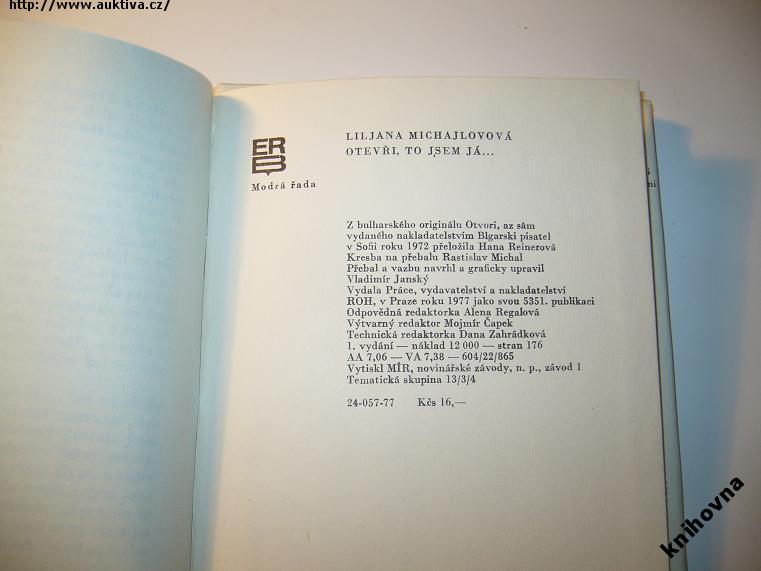 http://www.auktiva.cz/
ERB
Modrá řada
LILJANA MICHAJLOVOVÁ
OTEVŘI, TO JSEM JÁ...
Z bulharského originálu Otvori, az sâm
vydaného nakladatelstvím Blgarski pisatel
v Sofii roku 1972 přeložila Hana Reinerová
Kresba na přebalu Rastislav Michal
Přebal a vazbu navrhl a graficky upravil
Vladimír Janský
Vydala Práce, vydavatelství a nakladatelství
ROH, v Praze roku 1977 jako svou 5351. publikaci
Odpovědná redaktorka Alena Regalová
Výtvarný redaktor Mojmír Čapek
Technická redaktorka Dana Zahrádková
1. vydání — náklad 12 000 — stran 176
AA 7,06 — VA 7,38 — 604/22/865
Vytiskl MÍR, novinářské závody, n. p., závod 1
Tematická skupina 13/3/4
24-057-77 Kčs 16,—
knihovna